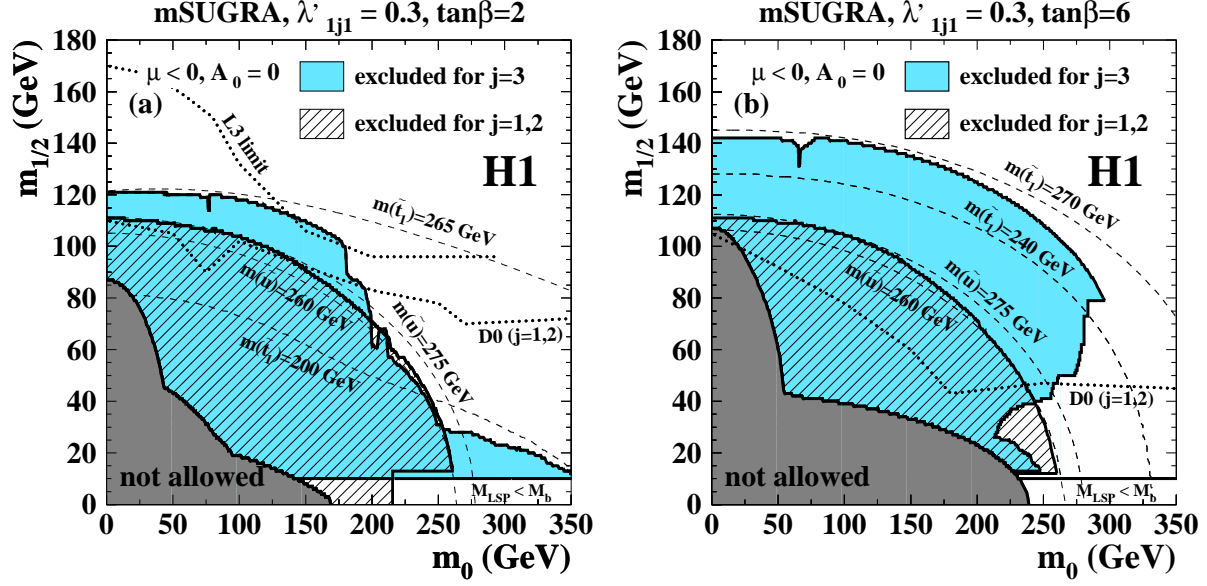 mSUGRA, λ’1j1 = 0.3, tanβ=2
m1/2 (GeV)
180
160
140
120
100
80
60
40
20
0
μ < 0, A0 = 0
(a)
excluded for j=3
excluded for j=1,2
H1
L3 limit
m(t̃1)=265 GeV
m(ũ)=260 GeV
m(ũ)=275 GeV
m(t̃1)=200 GeV
D0 (j=1,2)
not allowed
MLSP < Mb
0 50 100 150 200 250 300 350
m0 (GeV)
mSUGRA, λ’1j1 = 0.3, tanβ=6
m1/2 (GeV)
180
160
140
120
100
80
60
40
20
0
μ < 0, A0 = 0
(b)
excluded for j=3
excluded for j=1,2
H1
m(t̃1)=270 GeV
m(t̃1)=240 GeV
m(ũ)=275 GeV
m(ũ)=260 GeV
D0 (j=1,2)
not allowed
MLSP < Mb
0 50 100 150 200 250 300 350
m0 (GeV)